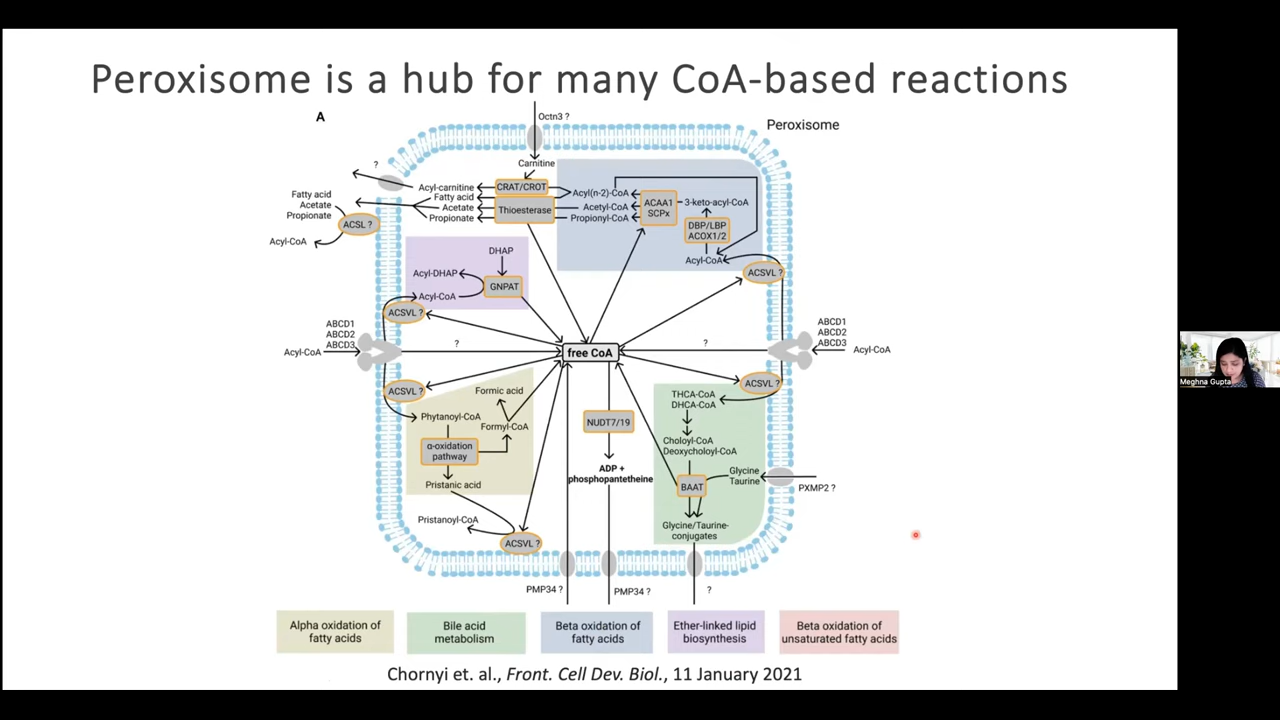 Peroxisome is a hub for many CoA-based reactions
A
Octn3 ?
Peroxisome
?
Carnitine
Fatty acid
Acetate
Propionate
ACSL ?
Acyl-CoA
Acyl-carnitine
Fatty acid
Acetate
Propionate
CRAT/CROT
Thioesterase
Acyl(n-2)-CoA
Acetyl-CoA
Propionyl-CoA
ACAA1
SCPx
3-keto-acyl-CoA
DBP/LBP
ACOX1/2
Acyl-CoA
ACSVL ?
DHAP
Acyl-DHAP
GNPAT
Acyl-CoA
ACSVL ?
ABCD1
ABCD2
ABCD3
Acyl-CoA
?
free CoA
?
ABCD1
ABCD2
ABCD3
Acyl-CoA
ACSVL ?
Formic acid
Phytanoyl-CoA
Formyl-CoA
α-oxidation
pathway
Pristanic acid
Pristanoyl-CoA
ACSVL ?
NUDT7/19
ADP +
phosphopantetheine
ACSVL ?
THCA-CoA
DHCA-CoA
Choloyl-CoA
Deoxycholoyl-CoA
BAAT
Glycine
Taurine
PXMP2 ?
Glycine/Taurine-
conjugates
PMP34 ?
PMP34 ?
?
Alpha oxidation of
fatty acids
Bile acid
metabolism
Beta oxidation of
fatty acids
Ether-linked lipid
biosynthesis
Beta oxidation of
unsaturated fatty acids
Chornyi et. al., Front. Cell Dev. Biol., 11 January 2021
Meghna Gupta